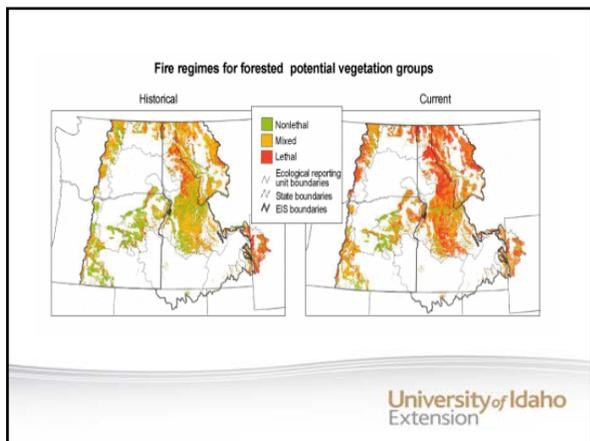 Fire regimes for forested potential vegetation groups
Historical
Current
Nonlethal
Mixed
Lethal
Ecological reporting
unit boundaries
State boundaries
EIS boundaries
University of Idaho
Extension